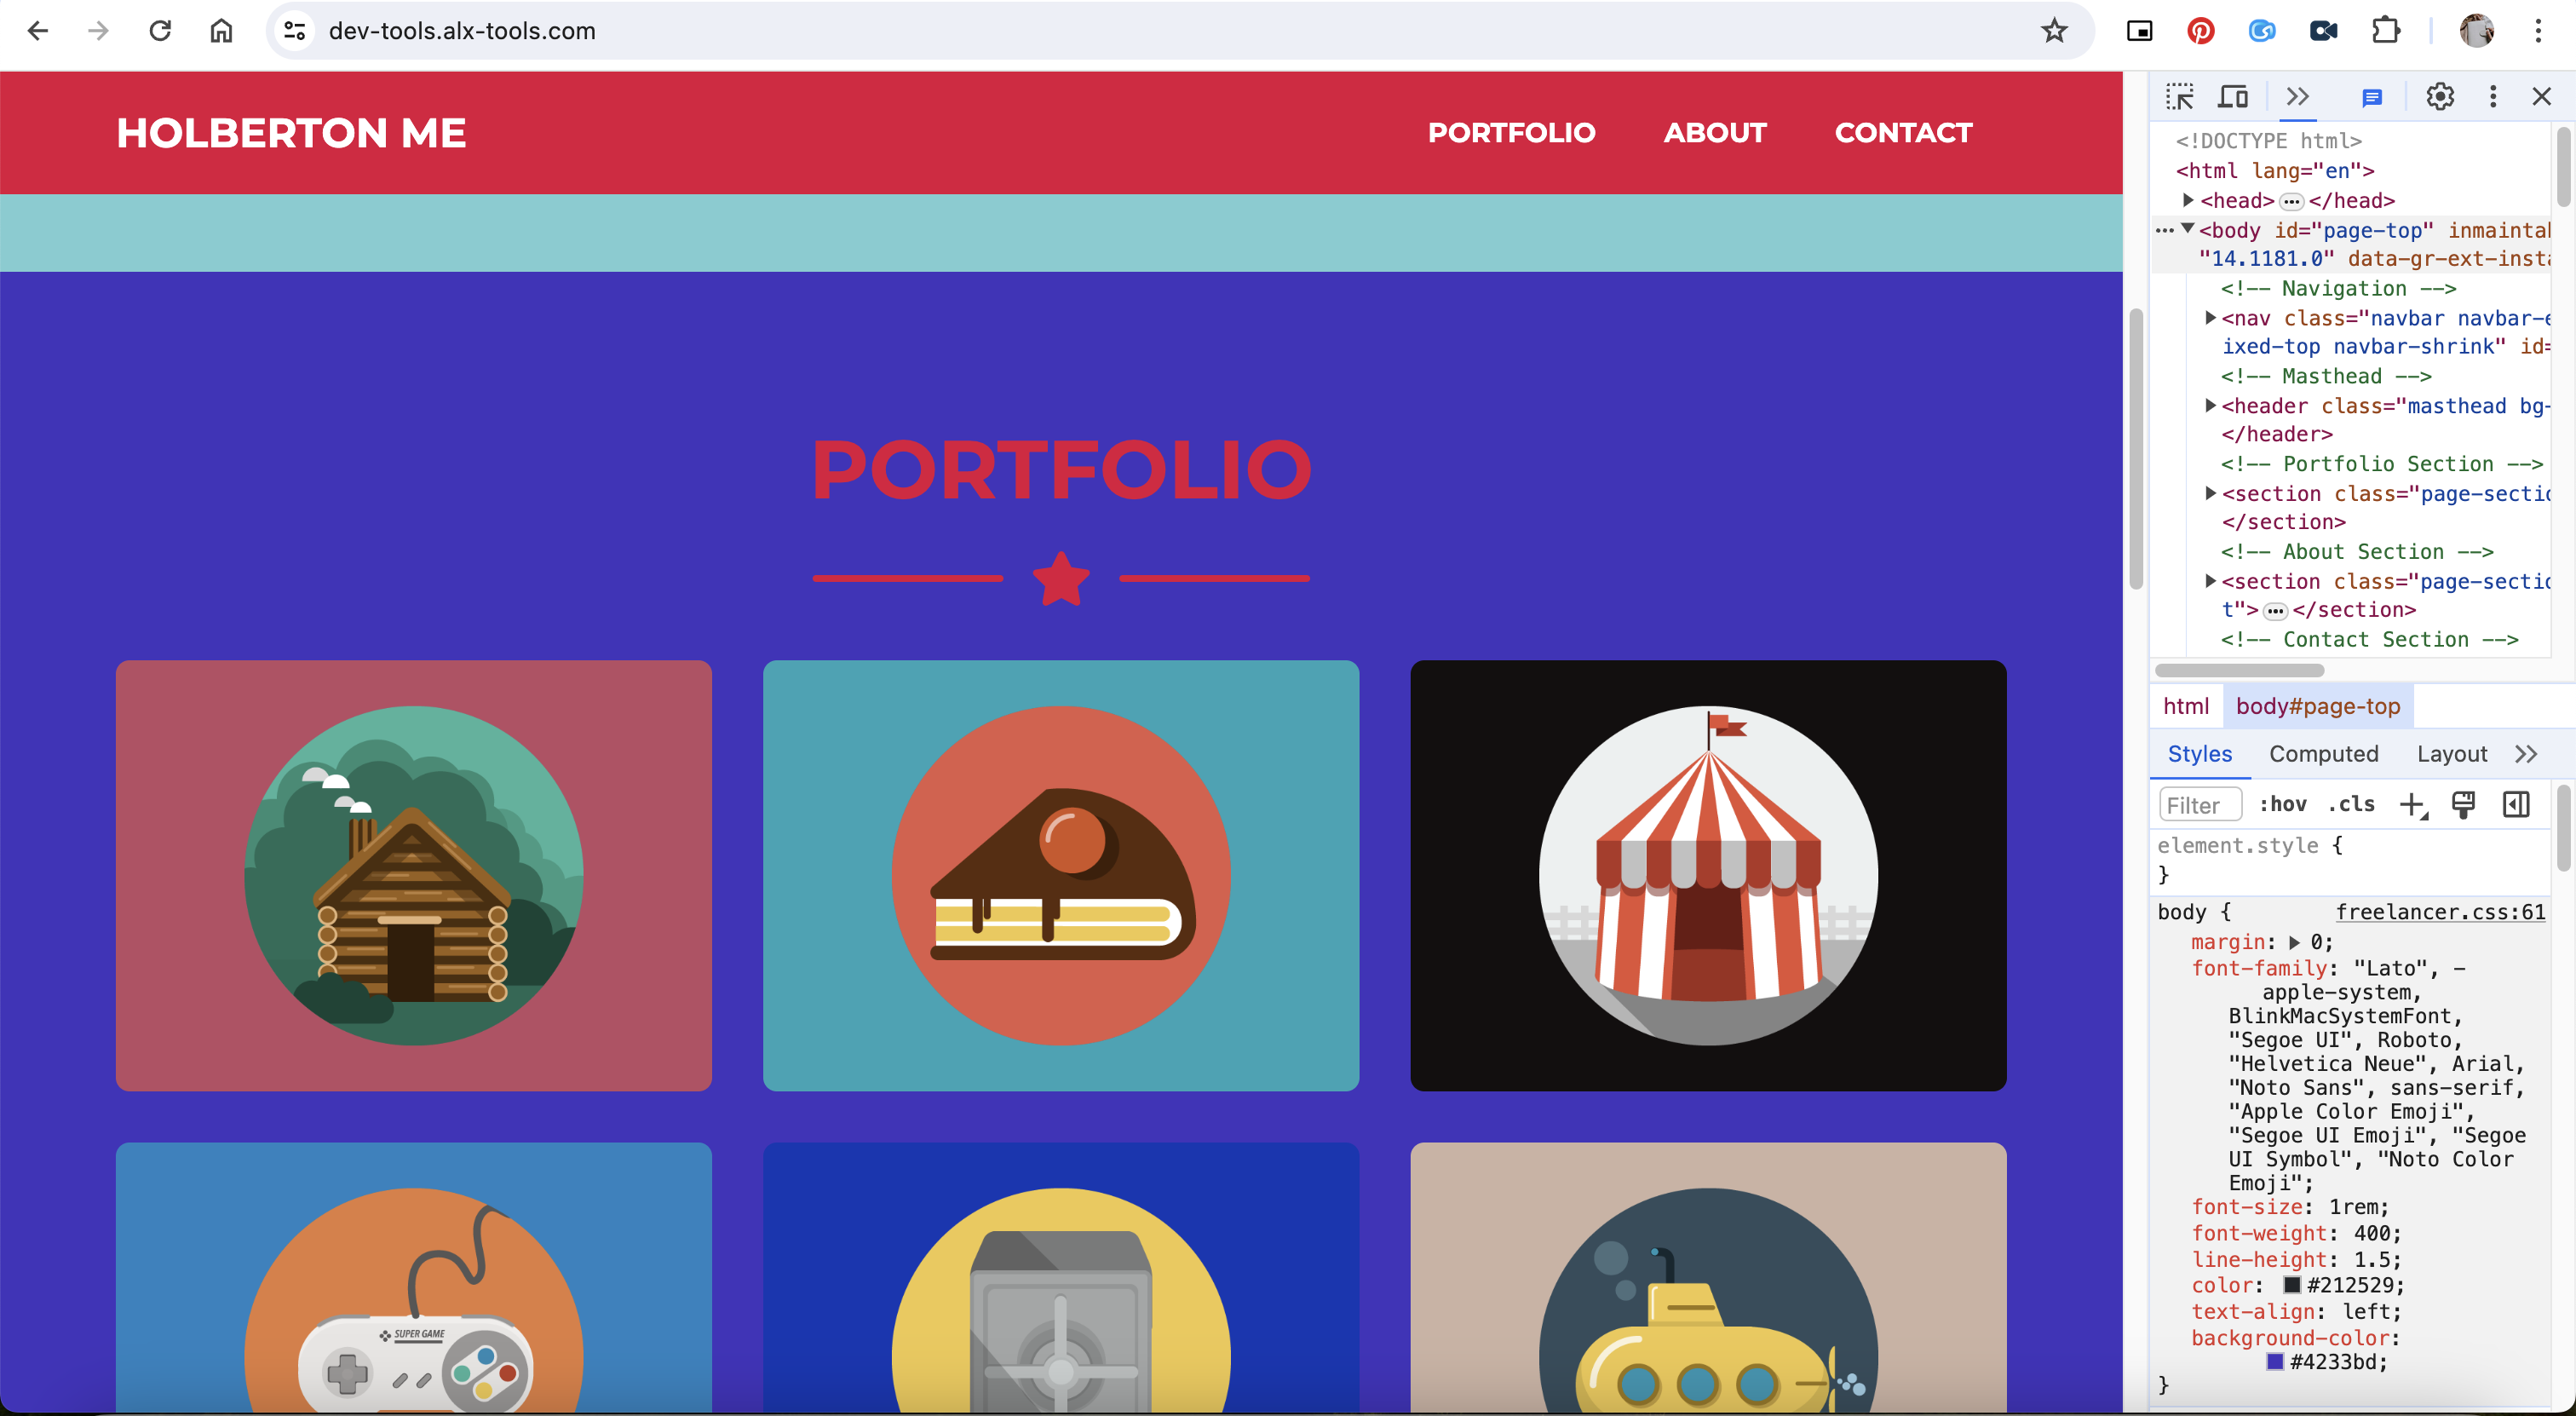 dev-tools.alx-tools.com
HOLBERTON ME
PORTFOLIO
ABOUT
CONTACT
PORTFOLIO
SUPER GAME
<!DOCTYPE html>
<html lang="en">
<head> ••• </head>
••• <body id="page-top" inmaintab
"14.1181.0" data-gr-ext-insta
<!-- Navigation -->
<nav class="navbar navbar-e
ixed-top navbar-shrink" id=
<!-- Masthead -->
<header class="masthead bg-
</header>
<!-- Portfolio Section -->
<section class="page-sectio
</section>
<!-- About Section -->
<section class="page-sectio
t"> ••• </section>
<!-- Contact Section -->
html body#page-top
Styles Computed Layout
Filter :hov .cls
element.style {
}
body { freelancer.css:61
margin: 0;
font-family: "Lato", -
apple-system,
BlinkMacSystemFont,
"Segoe UI", Roboto,
"Helvetica Neue", Arial,
"Noto Sans", sans-serif,
"Apple Color Emoji",
"Segoe UI Emoji", "Segoe
UI Symbol", "Noto Color
Emoji";
font-size: 1rem;
font-weight: 400;
line-height: 1.5;
color: #212529;
text-align: left;
background-color:
#4233bd;
}